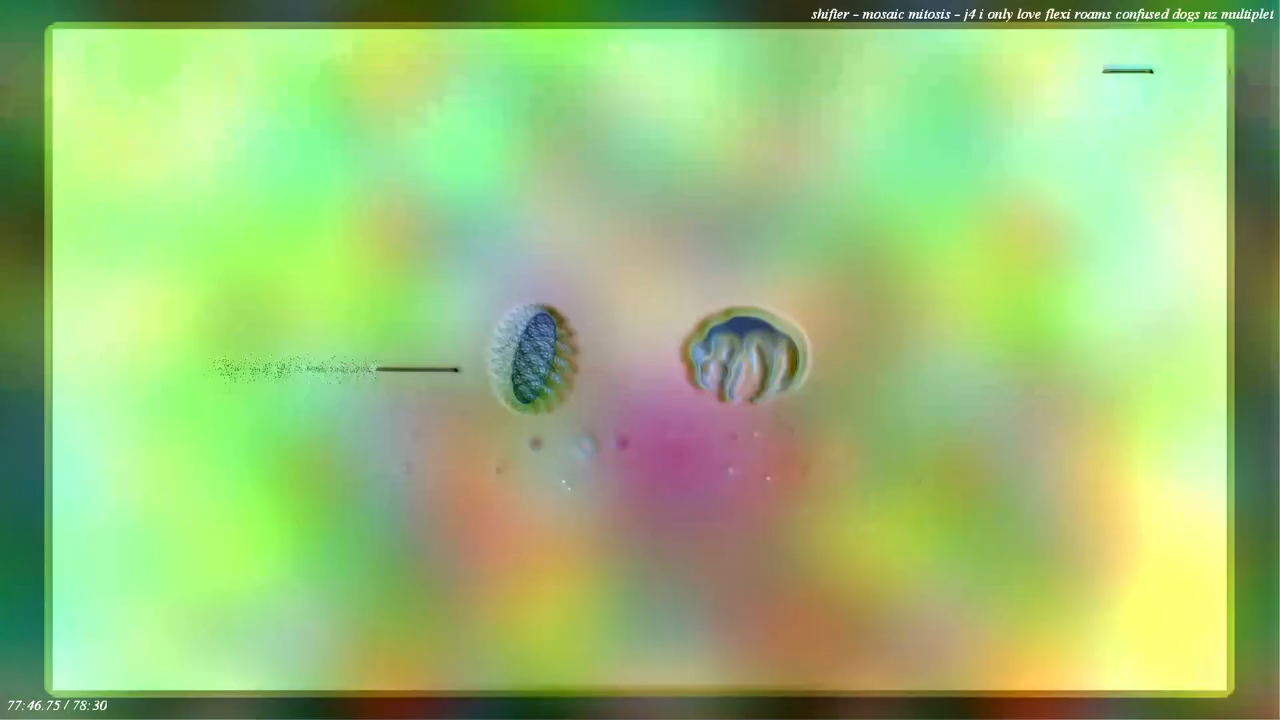 shifter – mosaic mitosis – j4 i only love flexi roams confused dogs nz multiplet
77:46.75 / 78:30